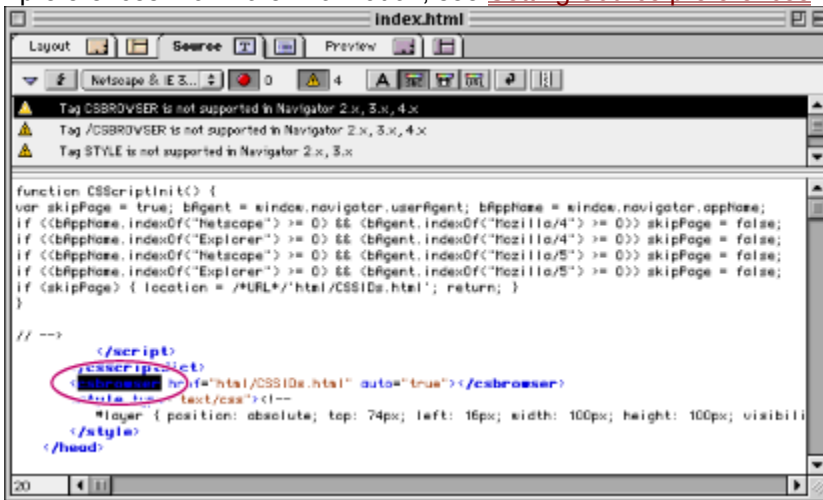 index.html
Layout Source Preview
Netscape & IE 3... 0 4 A
Tag CSBROWSER is not supported in Navigator 2.x, 3.x, 4.x
Tag /CSBROWSER is not supported in Navigator 2.x, 3.x, 4.x
Tag STYLE is not supported in Navigator 2.x, 3.x
function CSScriptInit() {
var skipPage = true; bAgent = window.navigator.userAgent; bAppName = window.navigator.appName;
if ((bAppName.indexOf("Netscape") >= 0) && (bAgent.indexOf("Mozilla/4") >= 0)) skipPage = false;
if ((bAppName.indexOf("Explorer") >= 0) && (bAgent.indexOf("Mozilla/4") >= 0)) skipPage = false;
if ((bAppName.indexOf("Netscape") >= 0) && (bAgent.indexOf("Mozilla/5") >= 0)) skipPage = false;
if ((bAppName.indexOf("Explorer") >= 0) && (bAgent.indexOf("Mozilla/5") >= 0)) skipPage = false;
if (skipPage) { location = /*URL*/'html/CSSIDs.html'; return; }
}
// -->
</script>
/csscriptdict>
<csbrowser href="html/CSSIDs.html" auto="true"></csbrowser>
<style type="text/css"><!--
#layer { position: absolute; top: 74px; left: 16px; width: 100px; height: 100px; visibili
</style>
</head>
20